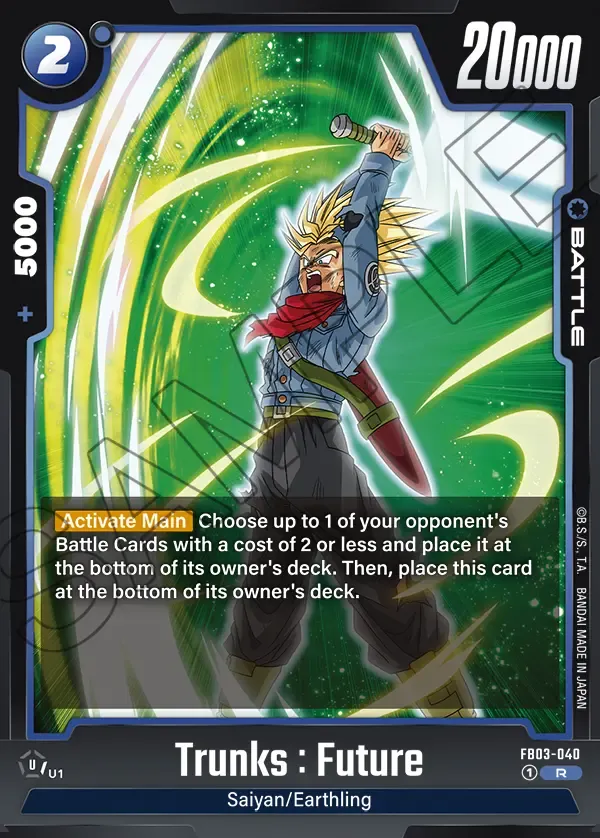 2
20000
+ 5000
BATTLE
SAMPLE
Activate Main Choose up to 1 of your opponent's
Battle Cards with a cost of 2 or less and place it at
the bottom of its owner's deck. Then, place this card
at the bottom of its owner's deck.
©B.S./S., T.A. BANDAI MADE IN JAPAN
U U1
Trunks : Future
FB03-040
1 R
Saiyan/Earthling